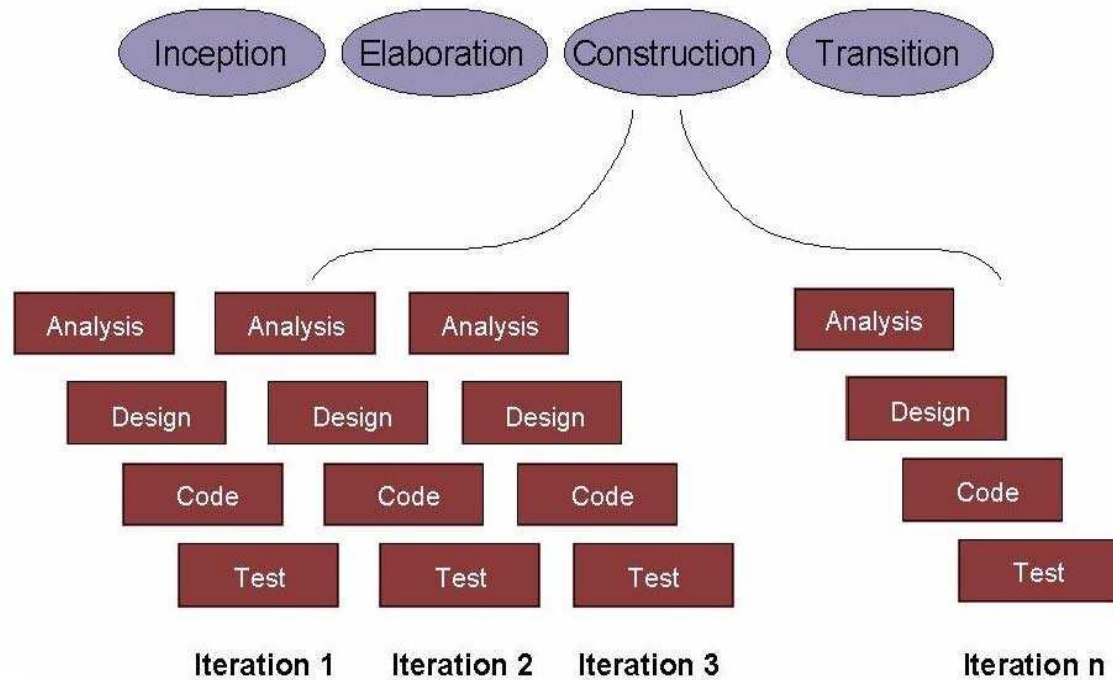 Inception Elaboration Construction Transition
Analysis Analysis Analysis Analysis
Design Design Design Design
Code Code Code Code
Test Test Test Test
Iteration 1 Iteration 2 Iteration 3 Iteration n